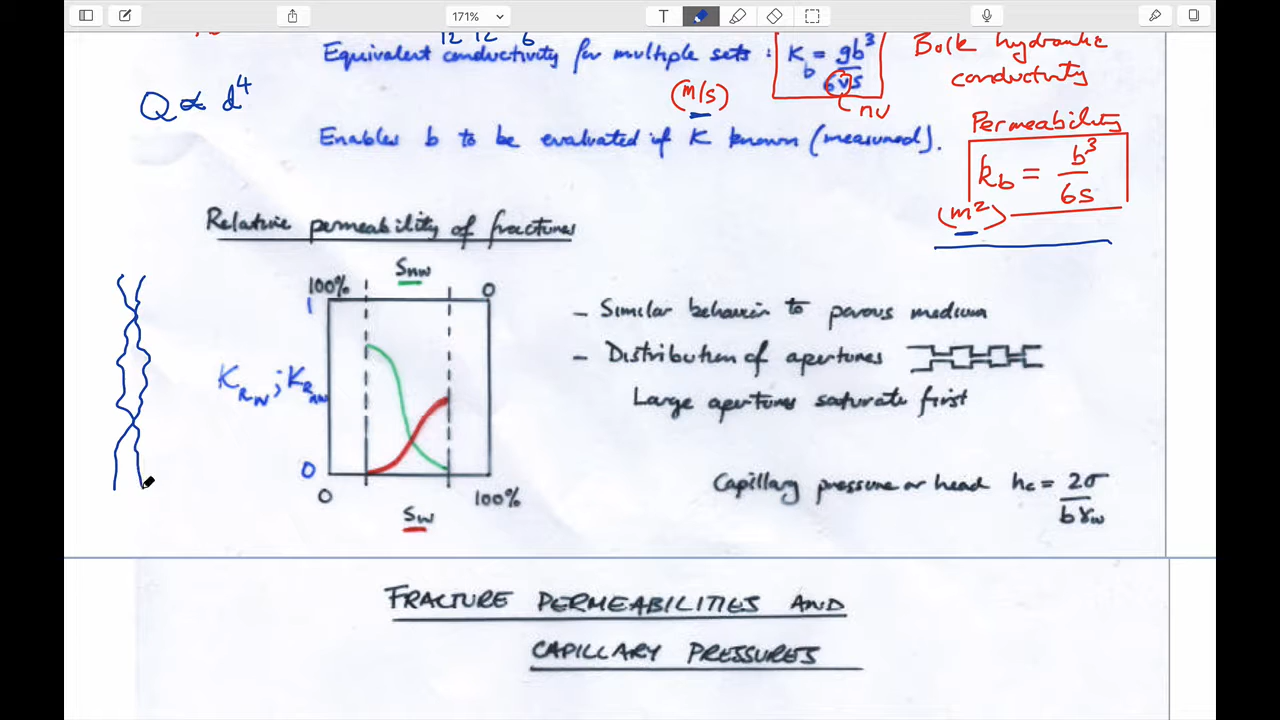 171%
T
12 12 6
Equivalent conductivity for multiple sets : K_b = gb³/6νs
Bulk hydraulic
conductivity
(m/s)
nν
Q ∝ d⁴
Enables b to be evaluated if K known (measured).
Permeability
k_b = b³/6s
(m²)
Relative permeability of fractures
Snw
100% 0
1
K_RW ; K_Rnw
0
0 100%
Sw
– Similar behavior to porous medium
– Distribution of apertures
Large apertures saturate first
Capillary pressure or head h_c = 2σ/bγ_w
FRACTURE PERMEABILITIES AND
CAPILLARY PRESSURES